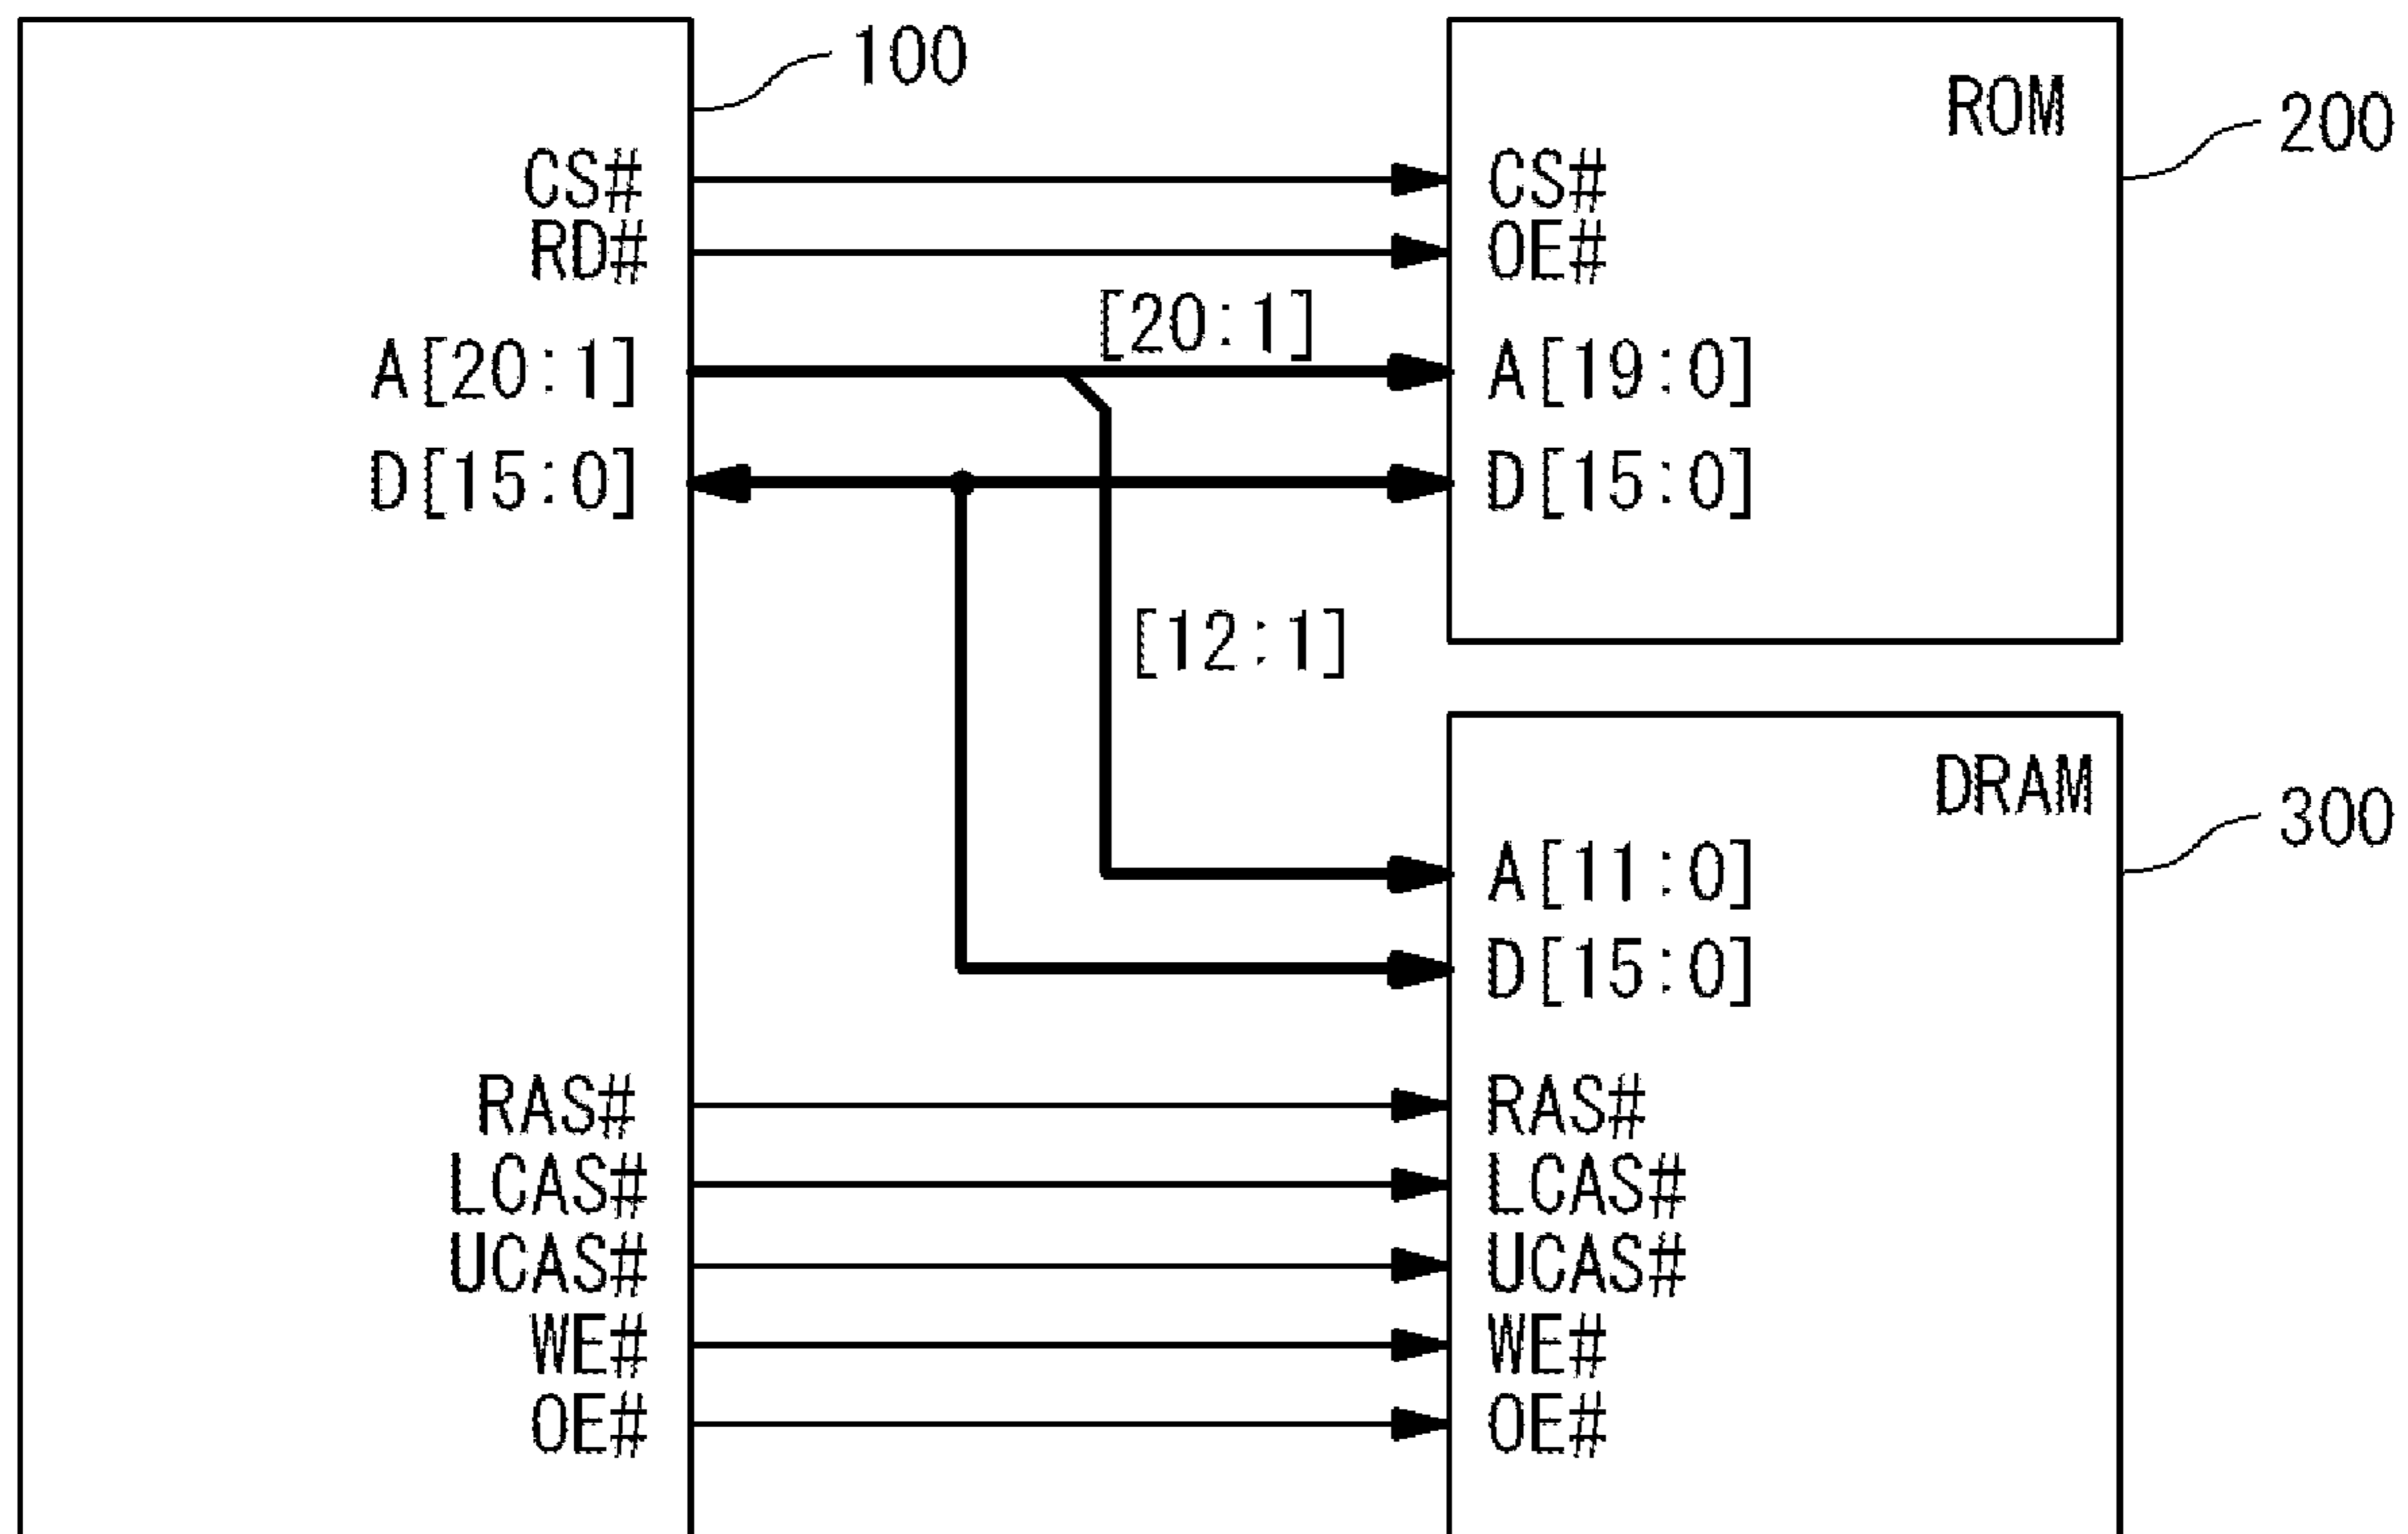 100
ROM
200
CS#
CS#
RD#
OE#
[20:1]
A[20:1]
A[19:0]
D[15:0]
D[15:0]
[12:1]
DRAM
300
A[11:0]
D[15:0]
RAS#
RAS#
LCAS#
LCAS#
UCAS#
UCAS#
WE#
WE#
OE#
OE#